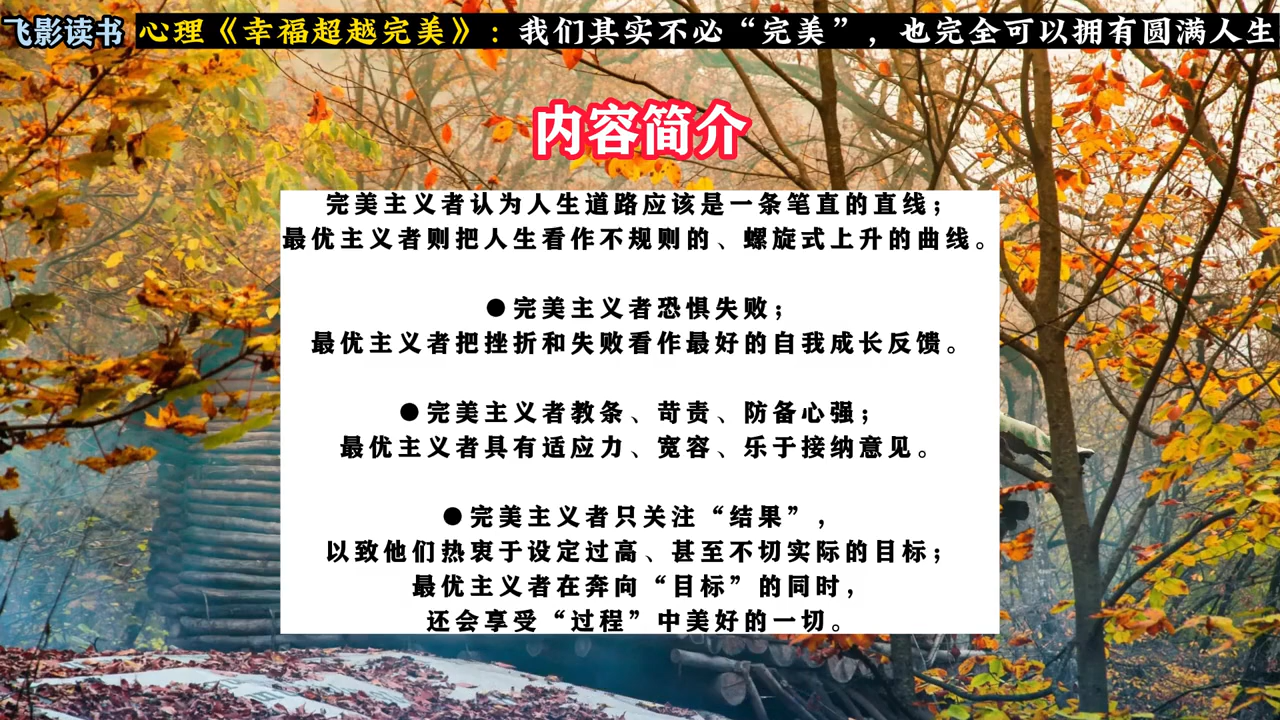 飞影读书 心理《幸福超越完美》：我们其实不必“完美”，也完全可以拥有圆满人生
内容简介
完美主义者认为人生道路应该是一条笔直的直线；
最优主义者则把人生看作不规则的、螺旋式上升的曲线。
●完美主义者恐惧失败；
最优主义者把挫折和失败看作最好的自我成长反馈。
●完美主义者教条、苛责、防备心强；
最优主义者具有适应力、宽容、乐于接纳意见。
●完美主义者只关注“结果”，
以致他们热衷于设定过高、甚至不切实际的目标；
最优主义者在奔向“目标”的同时，
还会享受“过程”中美好的一切。